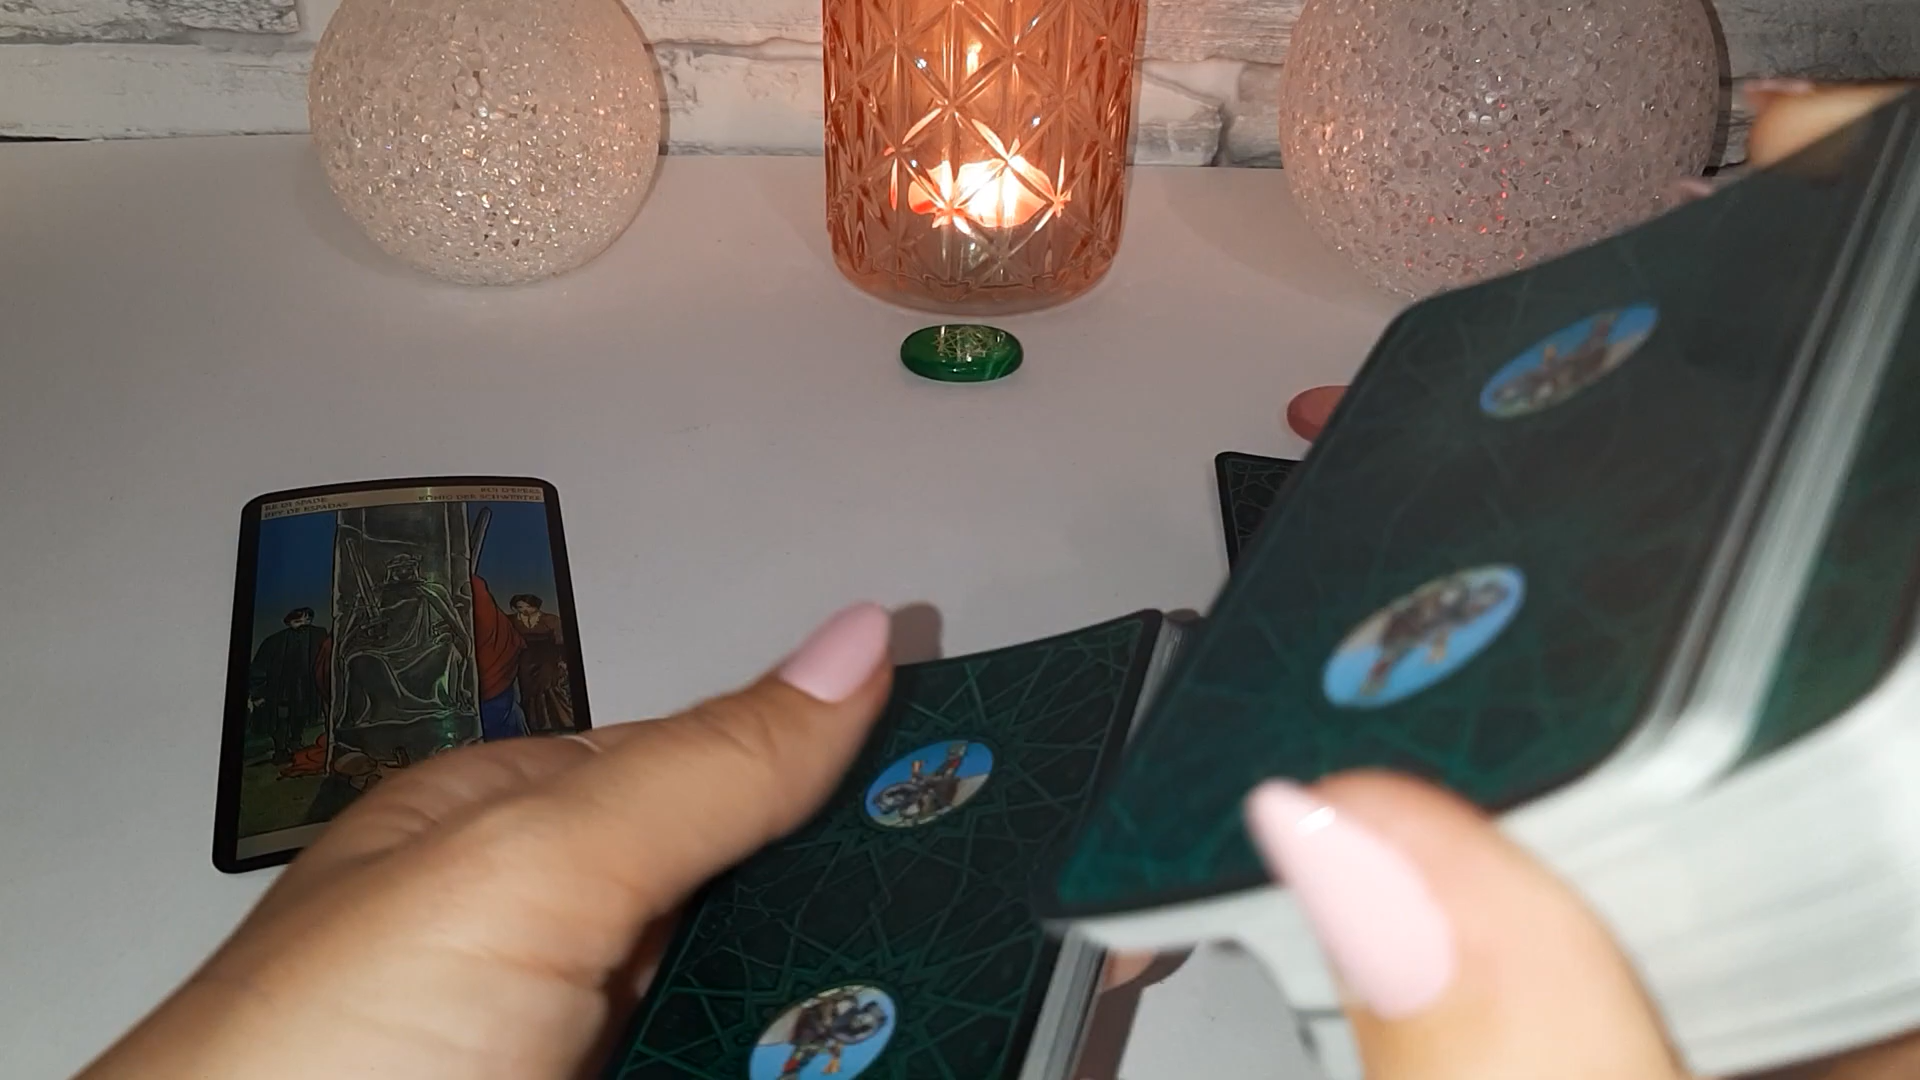 RE DI SPADE
REY DE ESPADAS
ROI D'EPEES
KÖNIG DER SCHWERTER